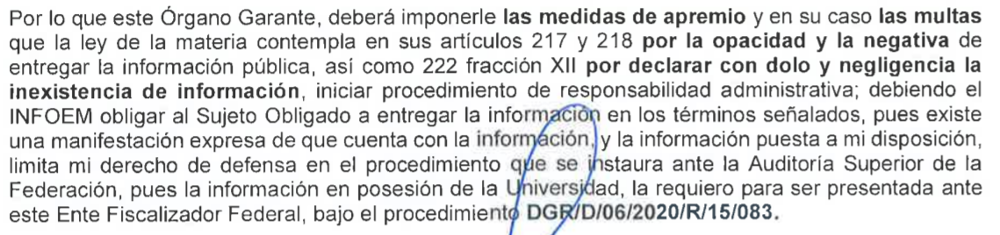 Por lo que este Órgano Garante, deberá imponerle las medidas de apremio y en su caso las multas
que la ley de la materia contempla en sus artículos 217 y 218 por la opacidad y la negativa de
entregar la información pública, así como 222 fracción XII por declarar con dolo y negligencia la
inexistencia de información, iniciar procedimiento de responsabilidad administrativa; debiendo el
INFOEM obligar al Sujeto Obligado a entregar la información en los términos señalados, pues existe
una manifestación expresa de que cuenta con la información, y la información puesta a mi disposición,
limita mi derecho de defensa en el procedimiento que se instaura ante la Auditoría Superior de la
Federación, pues la información en posesión de la Universidad, la requiero para ser presentada ante
este Ente Fiscalizador Federal, bajo el procedimiento DGR/D/06/2020/R/15/083.